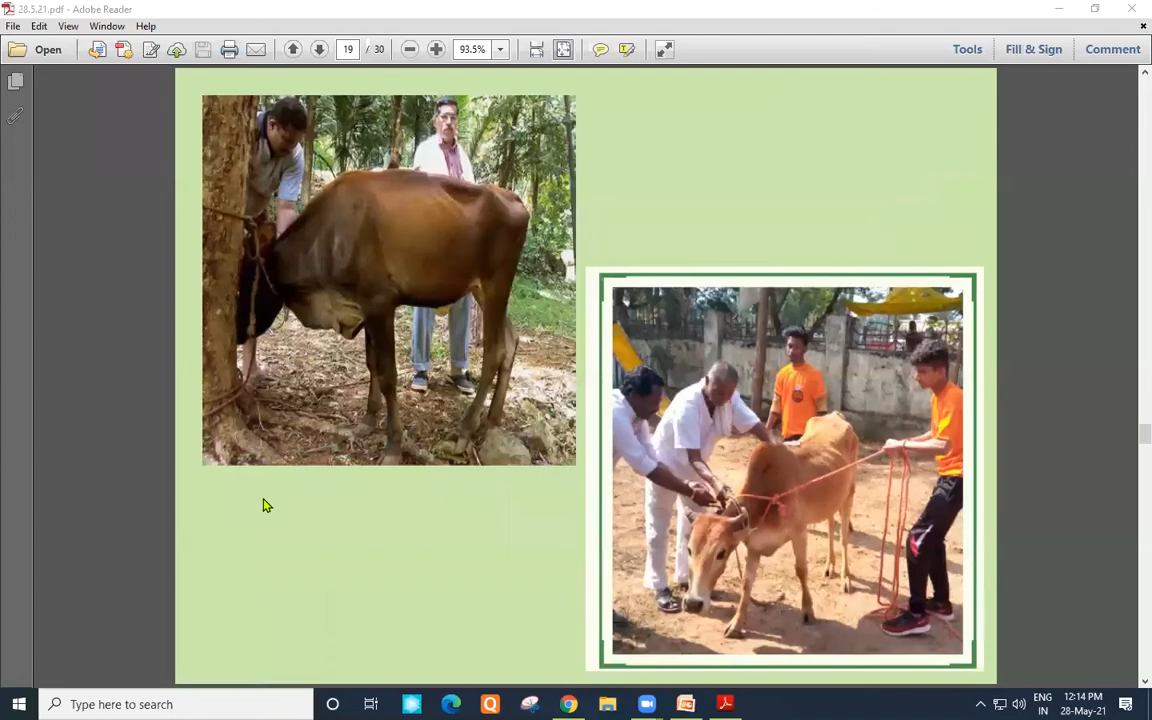 28.5.21.pdf - Adobe Reader
File Edit View Window Help
Open 19 / 30 93.5% Tools Fill & Sign Comment
Type here to search
ENG 12:14 PM
IN 28-May-21